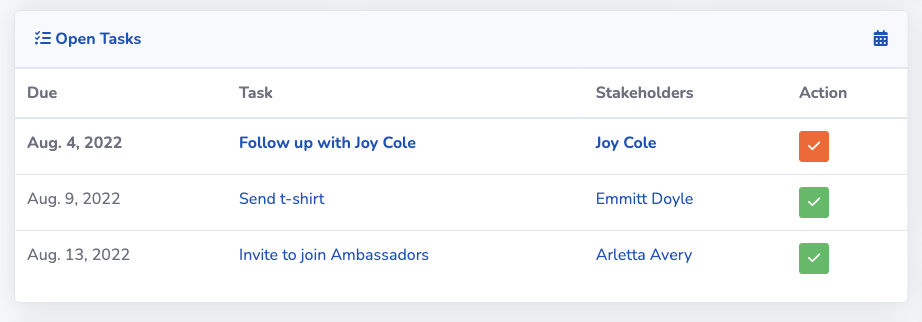 Open Tasks
Due Task Stakeholders Action
Aug. 4, 2022 Follow up with Joy Cole Joy Cole
Aug. 9, 2022 Send t-shirt Emmitt Doyle
Aug. 13, 2022 Invite to join Ambassadors Arletta Avery